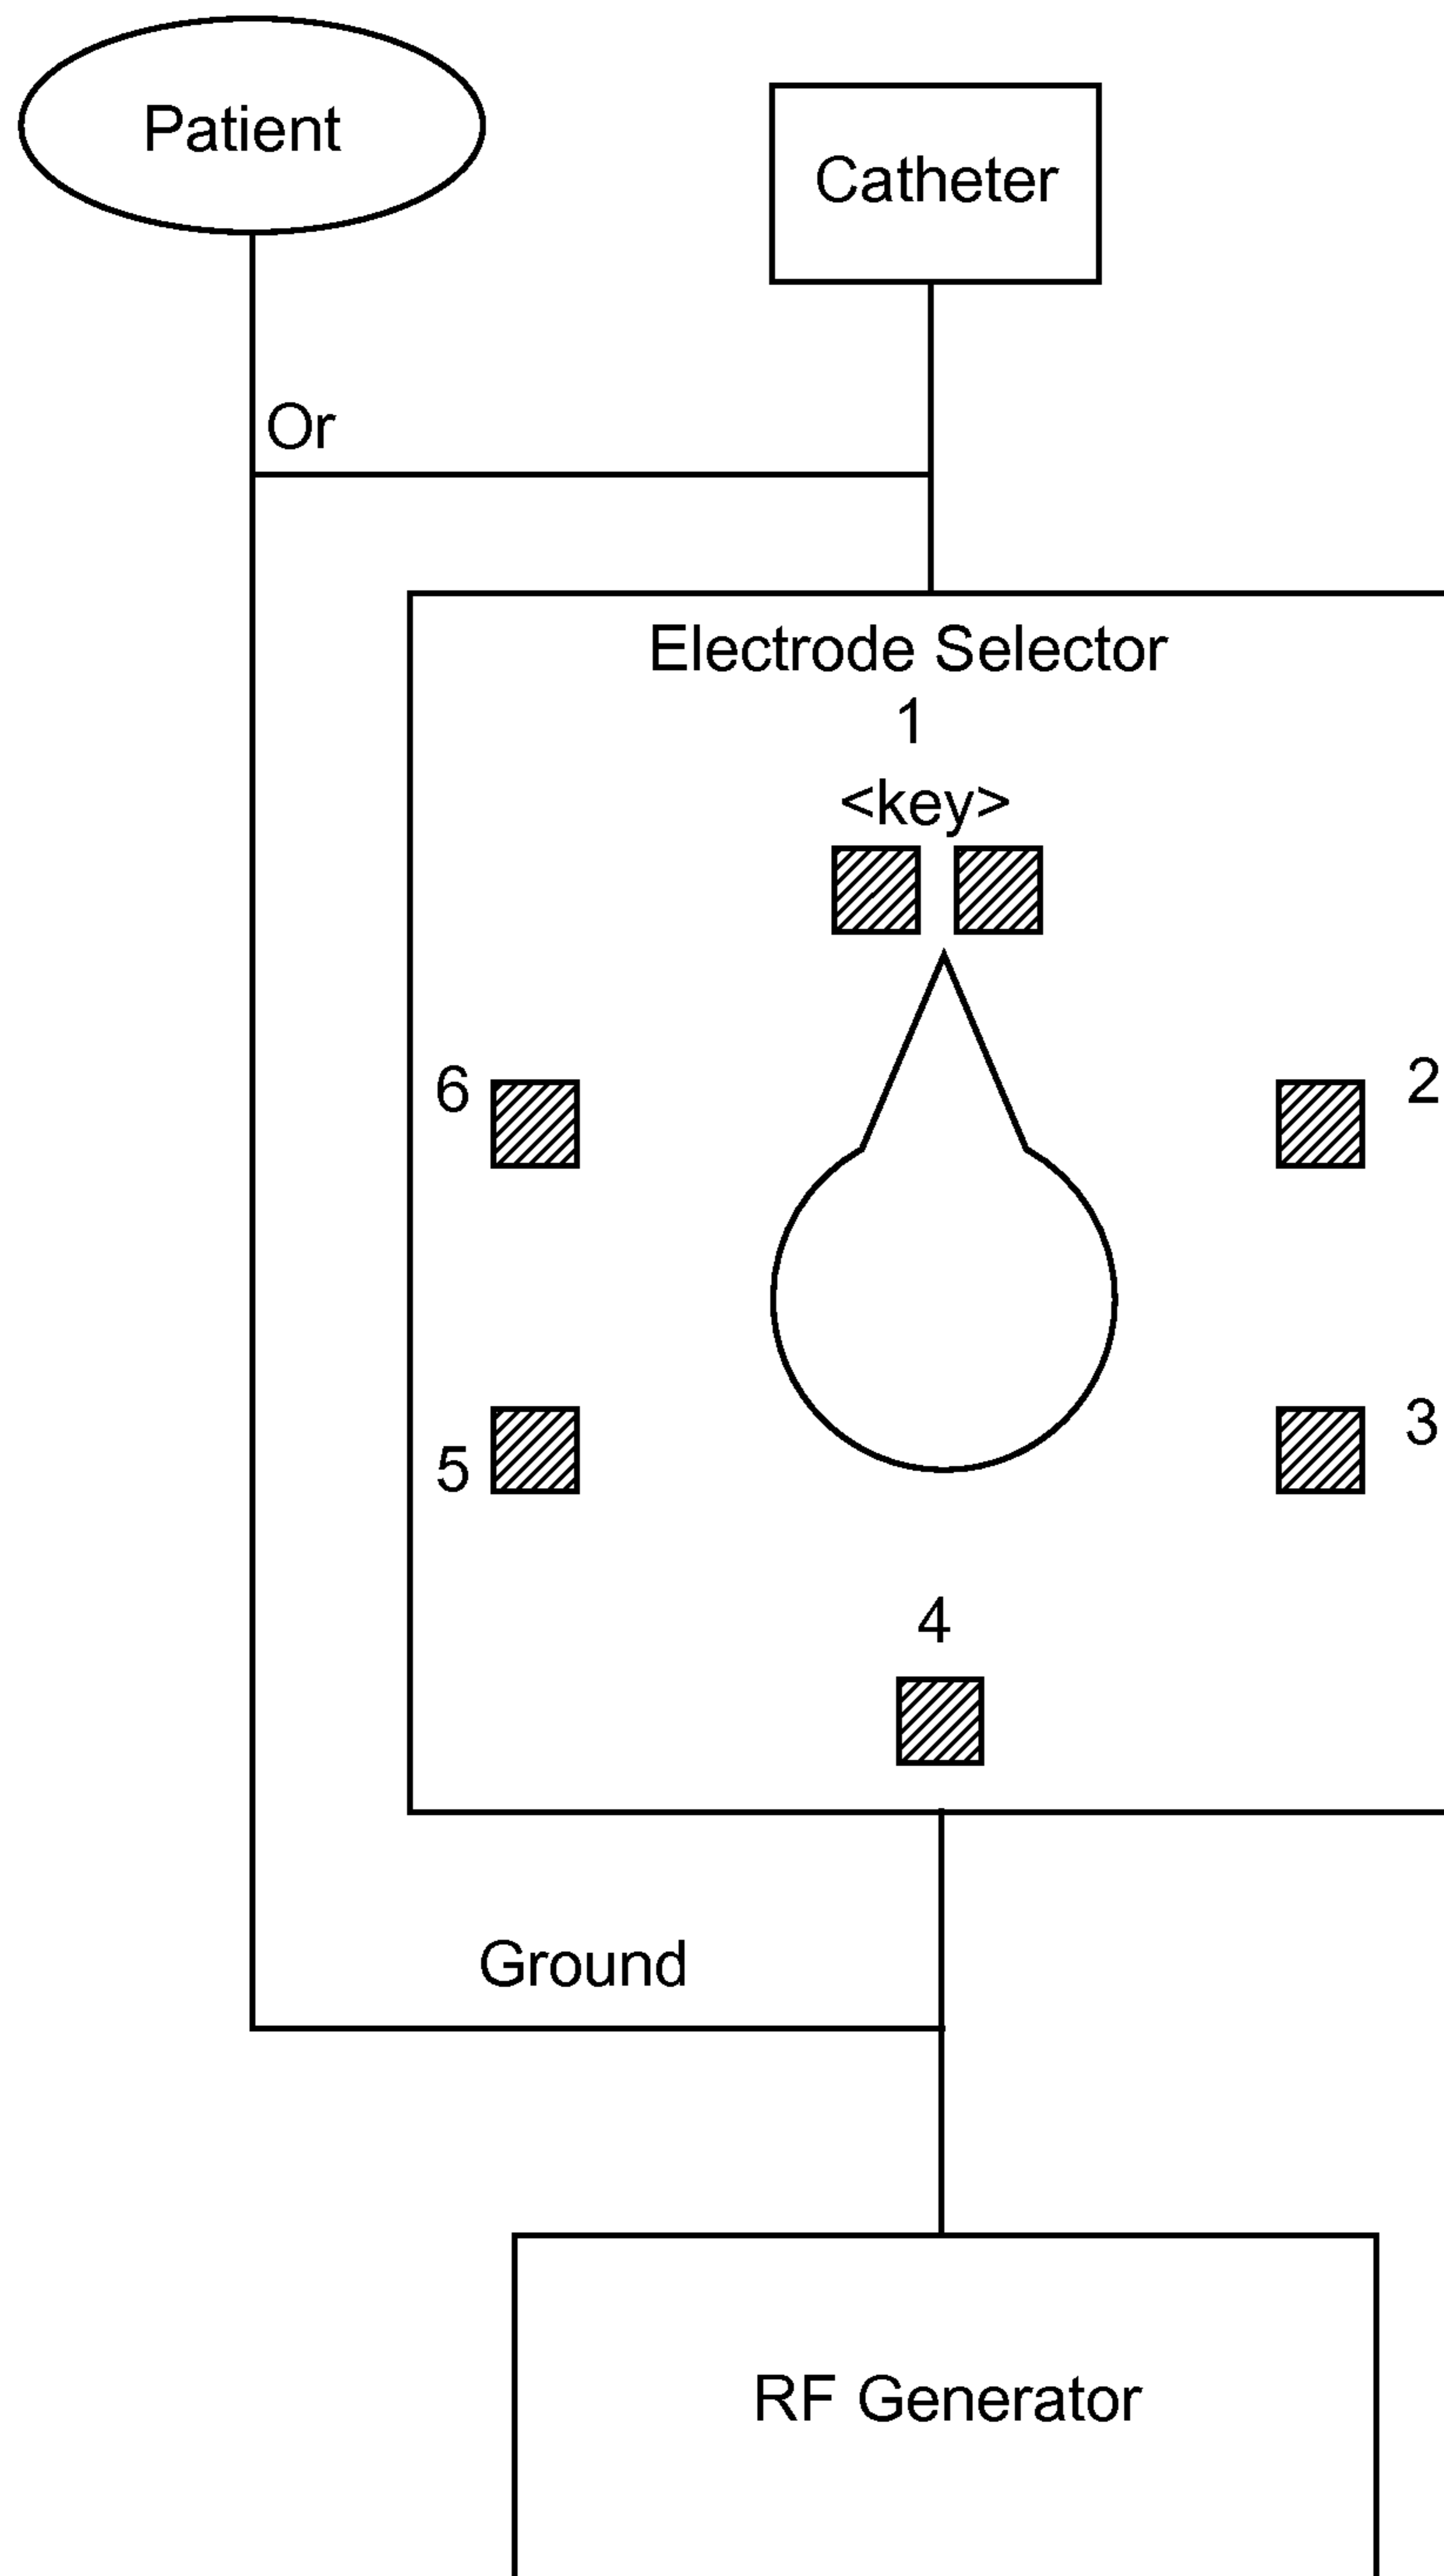 Patient
Catheter
Or
Electrode Selector
1
<key>
6
2
5
3
4
Ground
RF Generator